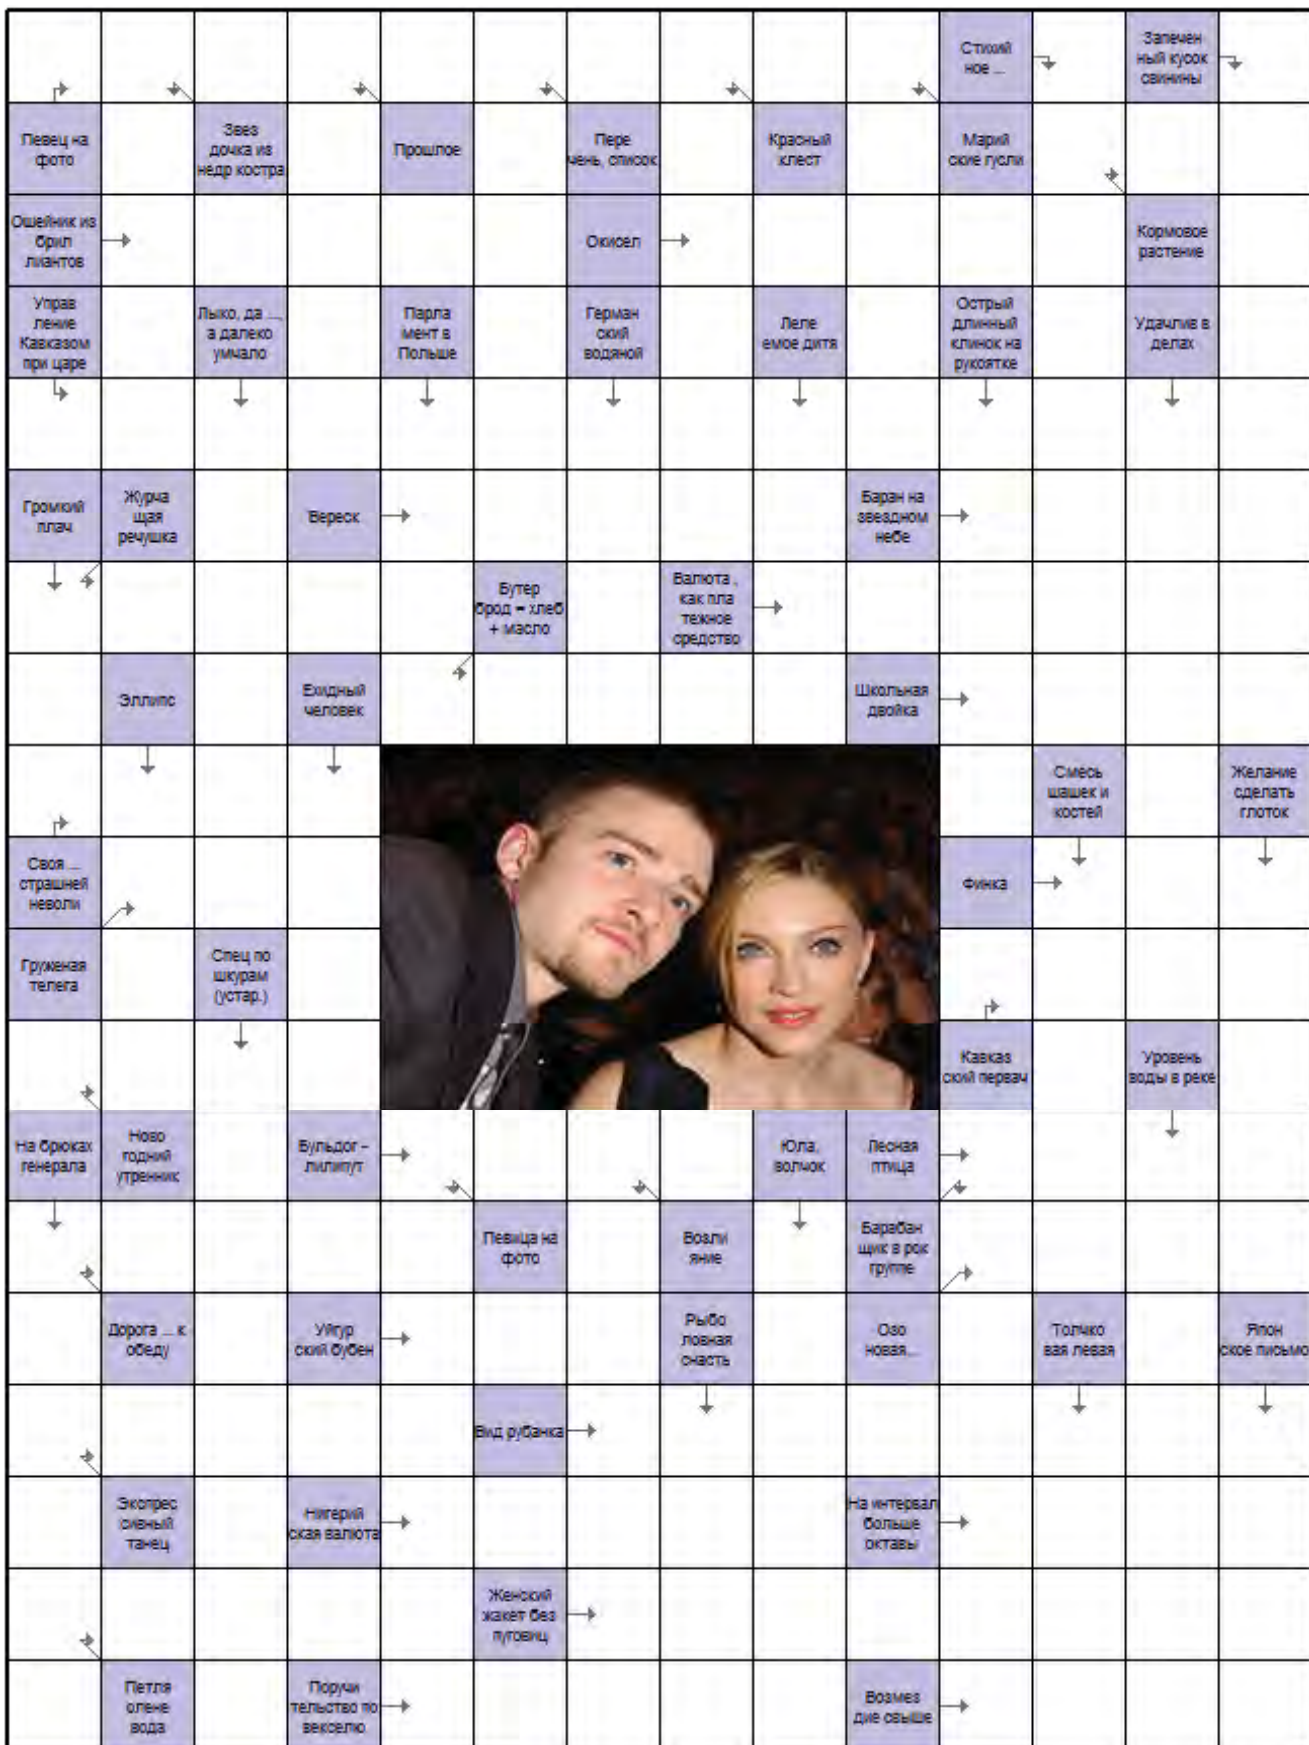 Стихий
ное ...
Запечен
ный кусок
свинины
Певец на
фото
Звез
дочка из
недр костра
Прошлое
Пере
чень, список
Красный
клест
Марий
ские гусли
Ошейник из
брил
лиантов
Окисел
Кормовое
растение
Управ
ление
Кавказом
при царе
Лыко, да ...,
а далеко
умчало
Парла
мент в
Польше
Герман
ский
водяной
Леле
емое дитя
Острый
длинный
клинок на
рукоятке
Удачлив в
делах
Громкий
плач
Журча
щая
речушка
Вереск
Баран на
звездном
небе
Бутер
брод = хлеб
+ масло
Валюта ,
как пла
тежное
средство
Эллипс
Ехидный
человек
Школьная
двойка
Смесь
шашек и
костей
Желание
сделать
глоток
Своя ...
страшней
неволи
Финка
Груженая
телега
Спец по
шкурам
(устар.)
Кавказ
ский первач
Уровень
воды в реке
На брюках
генерала
Ново
годний
утренник
Бульдог –
лилипут
Юла,
волчок
Лесная
птица
Певица на
фото
Возли
яние
Барабан
щик в рок
группе
Дорога ... к
обеду
Уйгур
ский бубен
Рыбо
ловная
снасть
Озо
новая...
Толчко
вая левая
Япон
ское письмо
Вид рубанка
Экспрес
сивный
танец
Нигерий
ская валюта
На интервал
больше
октавы
Женский
жакет без
пуговиц
Петля
олене
вода
Поручи
тельство по
векселю
Возмез
дие свыше